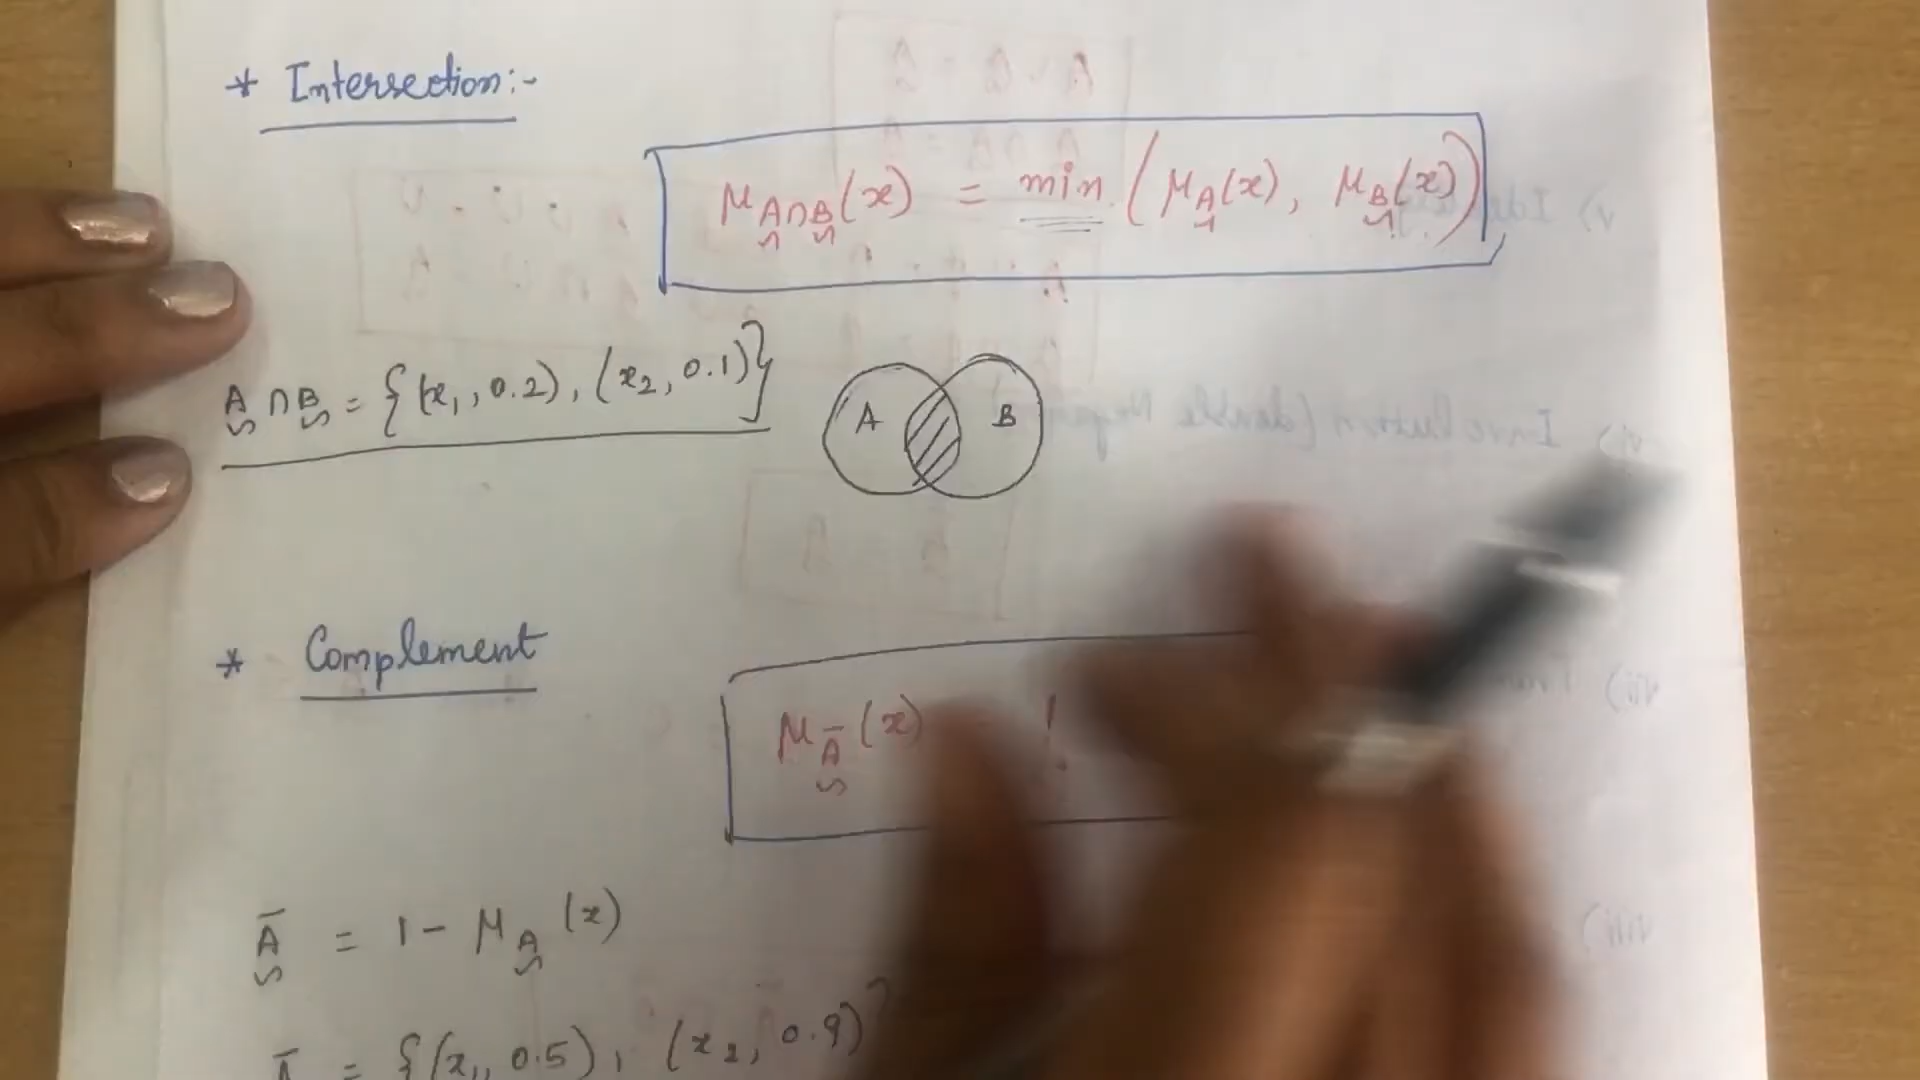 * Intersection:-
μA∩B(x) = min (μA(x), μB(x))
A∩B = {(x1, 0.2), (x2, 0.1)}
A B
* Complement
μĀ(x)
Ā = 1 - μA(x)
Ā = {(x1, 0.5), (x2, 0.9)}